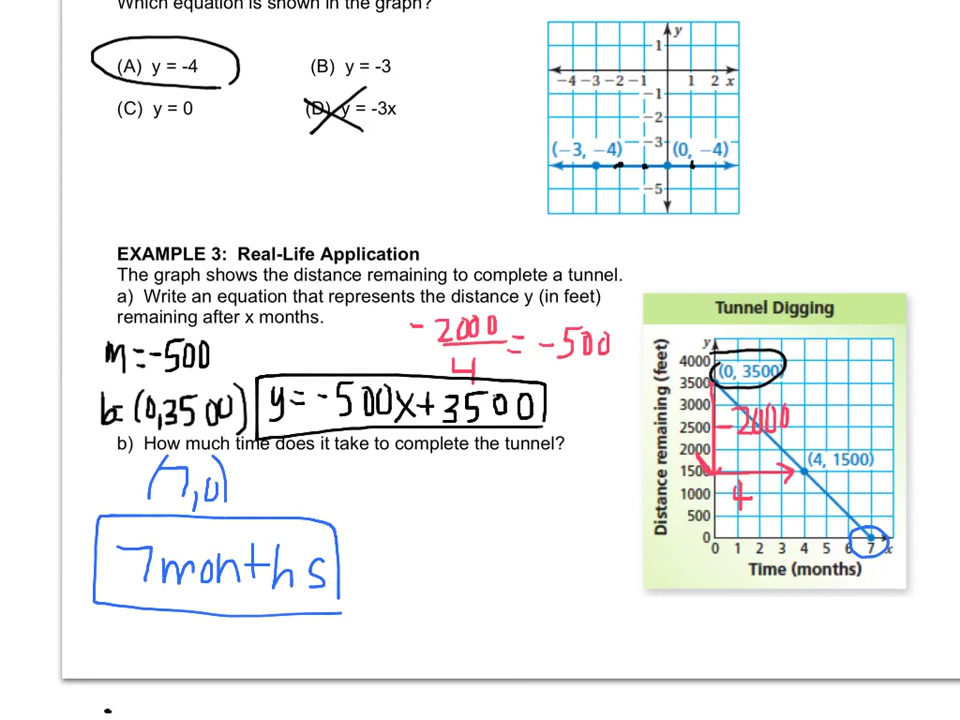 Which equation is shown in the graph?
(A) y = -4
(B) y = -3
(C) y = 0
(D) y = -3x
y
1
-4 -3 -2 -1 1 2 x
-1
-2
-3
(-3, -4) (0, -4)
-5
EXAMPLE 3: Real-Life Application
The graph shows the distance remaining to complete a tunnel.
a) Write an equation that represents the distance y (in feet)
remaining after x months.
-2000/4 = -500
m = -500
b= (0,3500)
y = -500x + 3500
b) How much time does it take to complete the tunnel?
(7,0)
7 months
Tunnel Digging
Distance remaining (feet)
y
4000
(0, 3500)
3500
3000
2500
-2000
2000
(4, 1500)
1500
1000
4
500
0
0 1 2 3 4 5 6 7 x
Time (months)